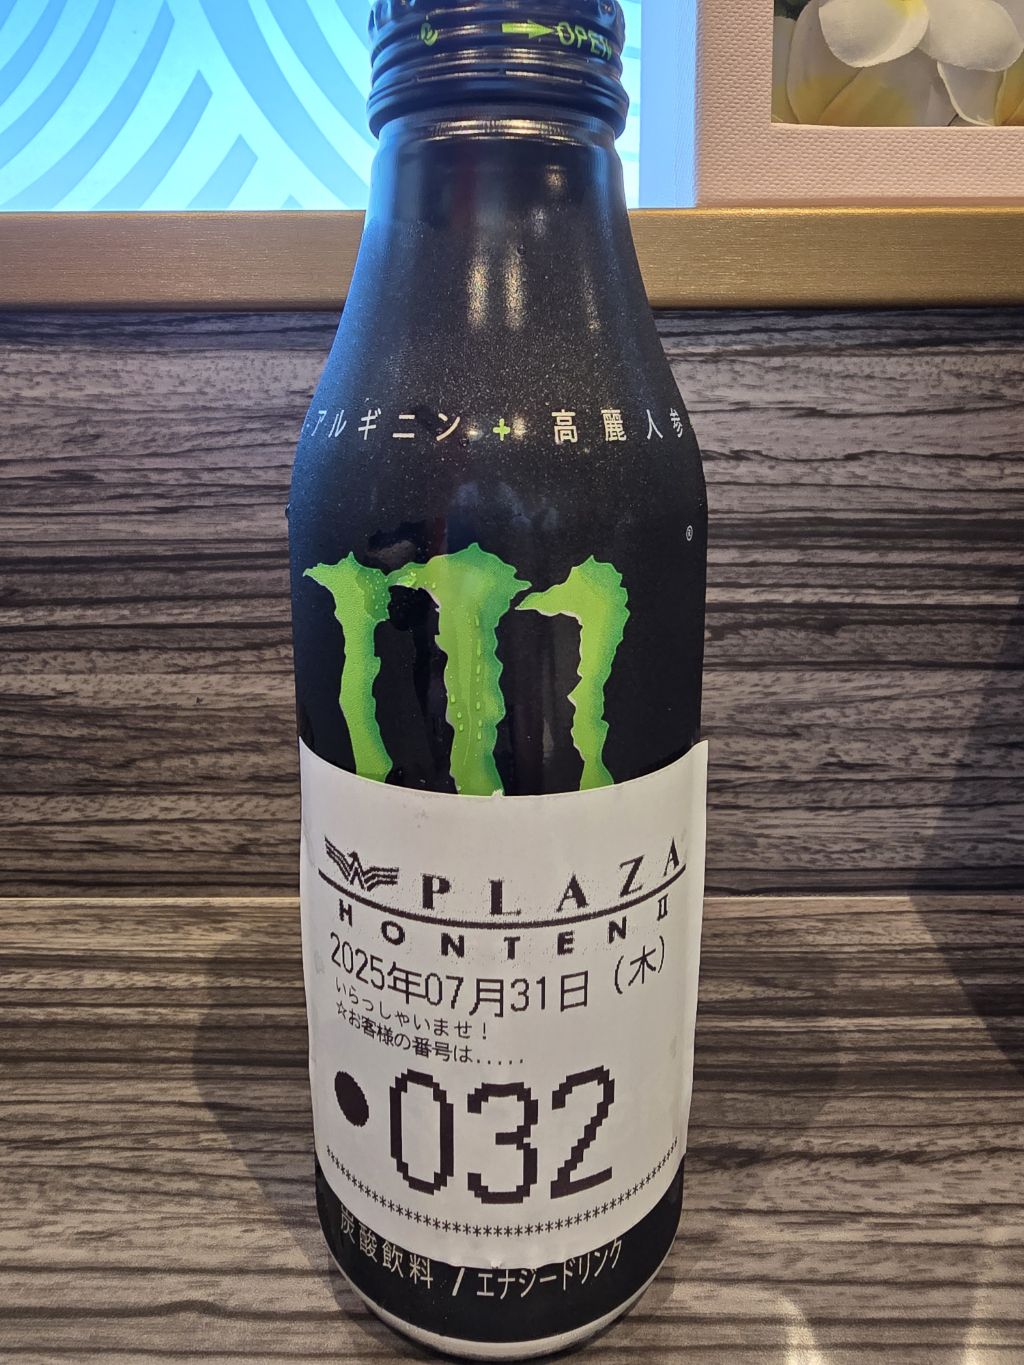 OPEN
アルギニン + 高麗人参
®
PLAZA
HONTEN II
2025年07月31日(木)
いらっしゃいませ!
☆お客様の番号は.....
●032
****************************************
炭酸飲料 / エナジードリンク